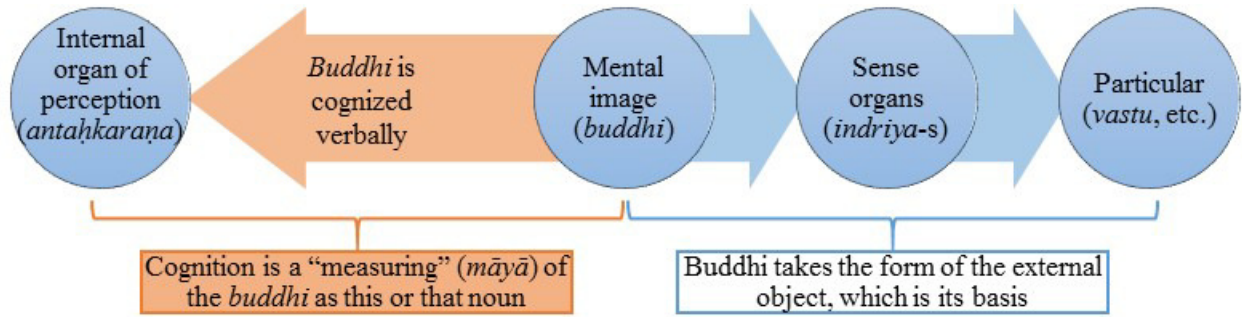 Internal
organ of
perception
(antaḥkaraṇa)
Buddhi is
cognized
verbally
Mental
image
(buddhi)
Sense
organs
(indriya-s)
Particular
(vastu, etc.)
Cognition is a “measuring” (māyā) of
the buddhi as this or that noun
Buddhi takes the form of the external
object, which is its basis